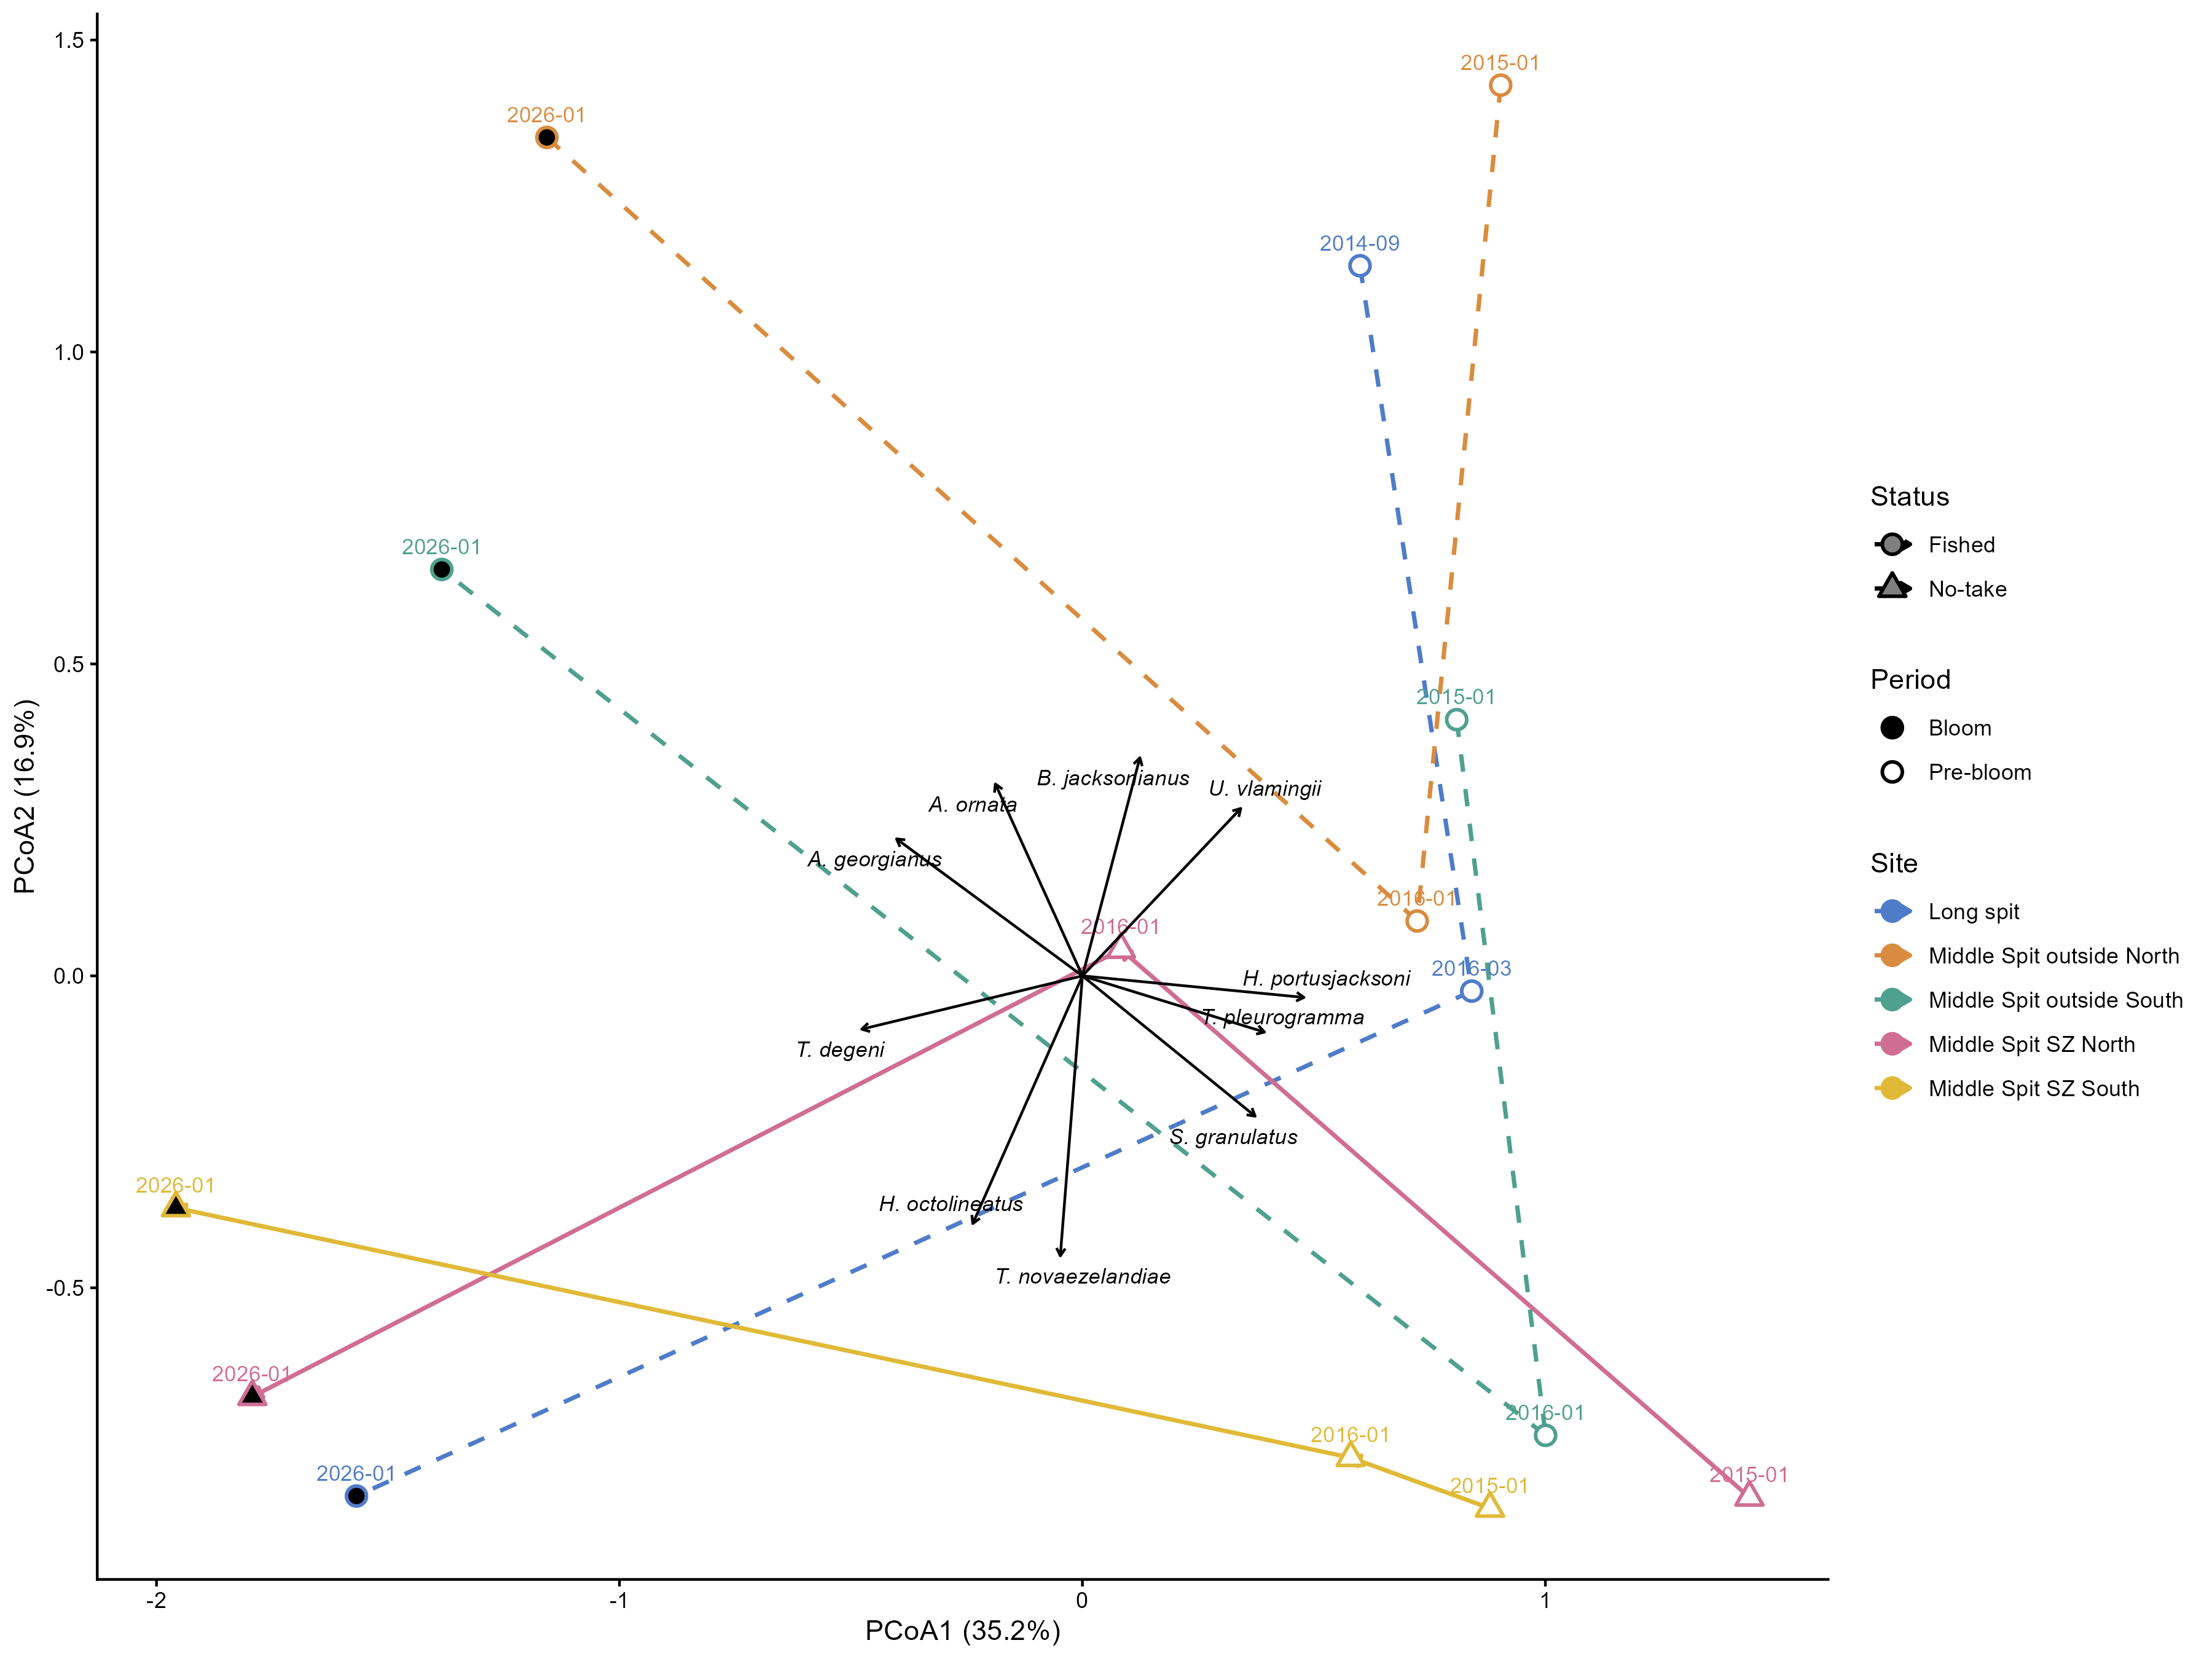 1.5
2015-01
2026-01
2014-09
1.0
Status
Fished
2026-01
No-take
0.5
Period
2015-01
Bloom
B. jacksonianus
Pre-bloom
U. vlamingii
A. ornata
PCoA2 (16.9%)
A. georgianus
Site
2016-01
Long spit
2016-01
Middle Spit outside North
0.0
2016-03
H. portusjacksoni
Middle Spit outside South
T. pleurogramma
Middle Spit SZ North
T. degeni
Middle Spit SZ South
S. granulatus
2026-01
H. octolineatus
T. novaezelandiae
-0.5
2026-01
2016-01
2016-01
2026-01
2015-01
2015-01
-2
-1
0
1
PCoA1 (35.2%)